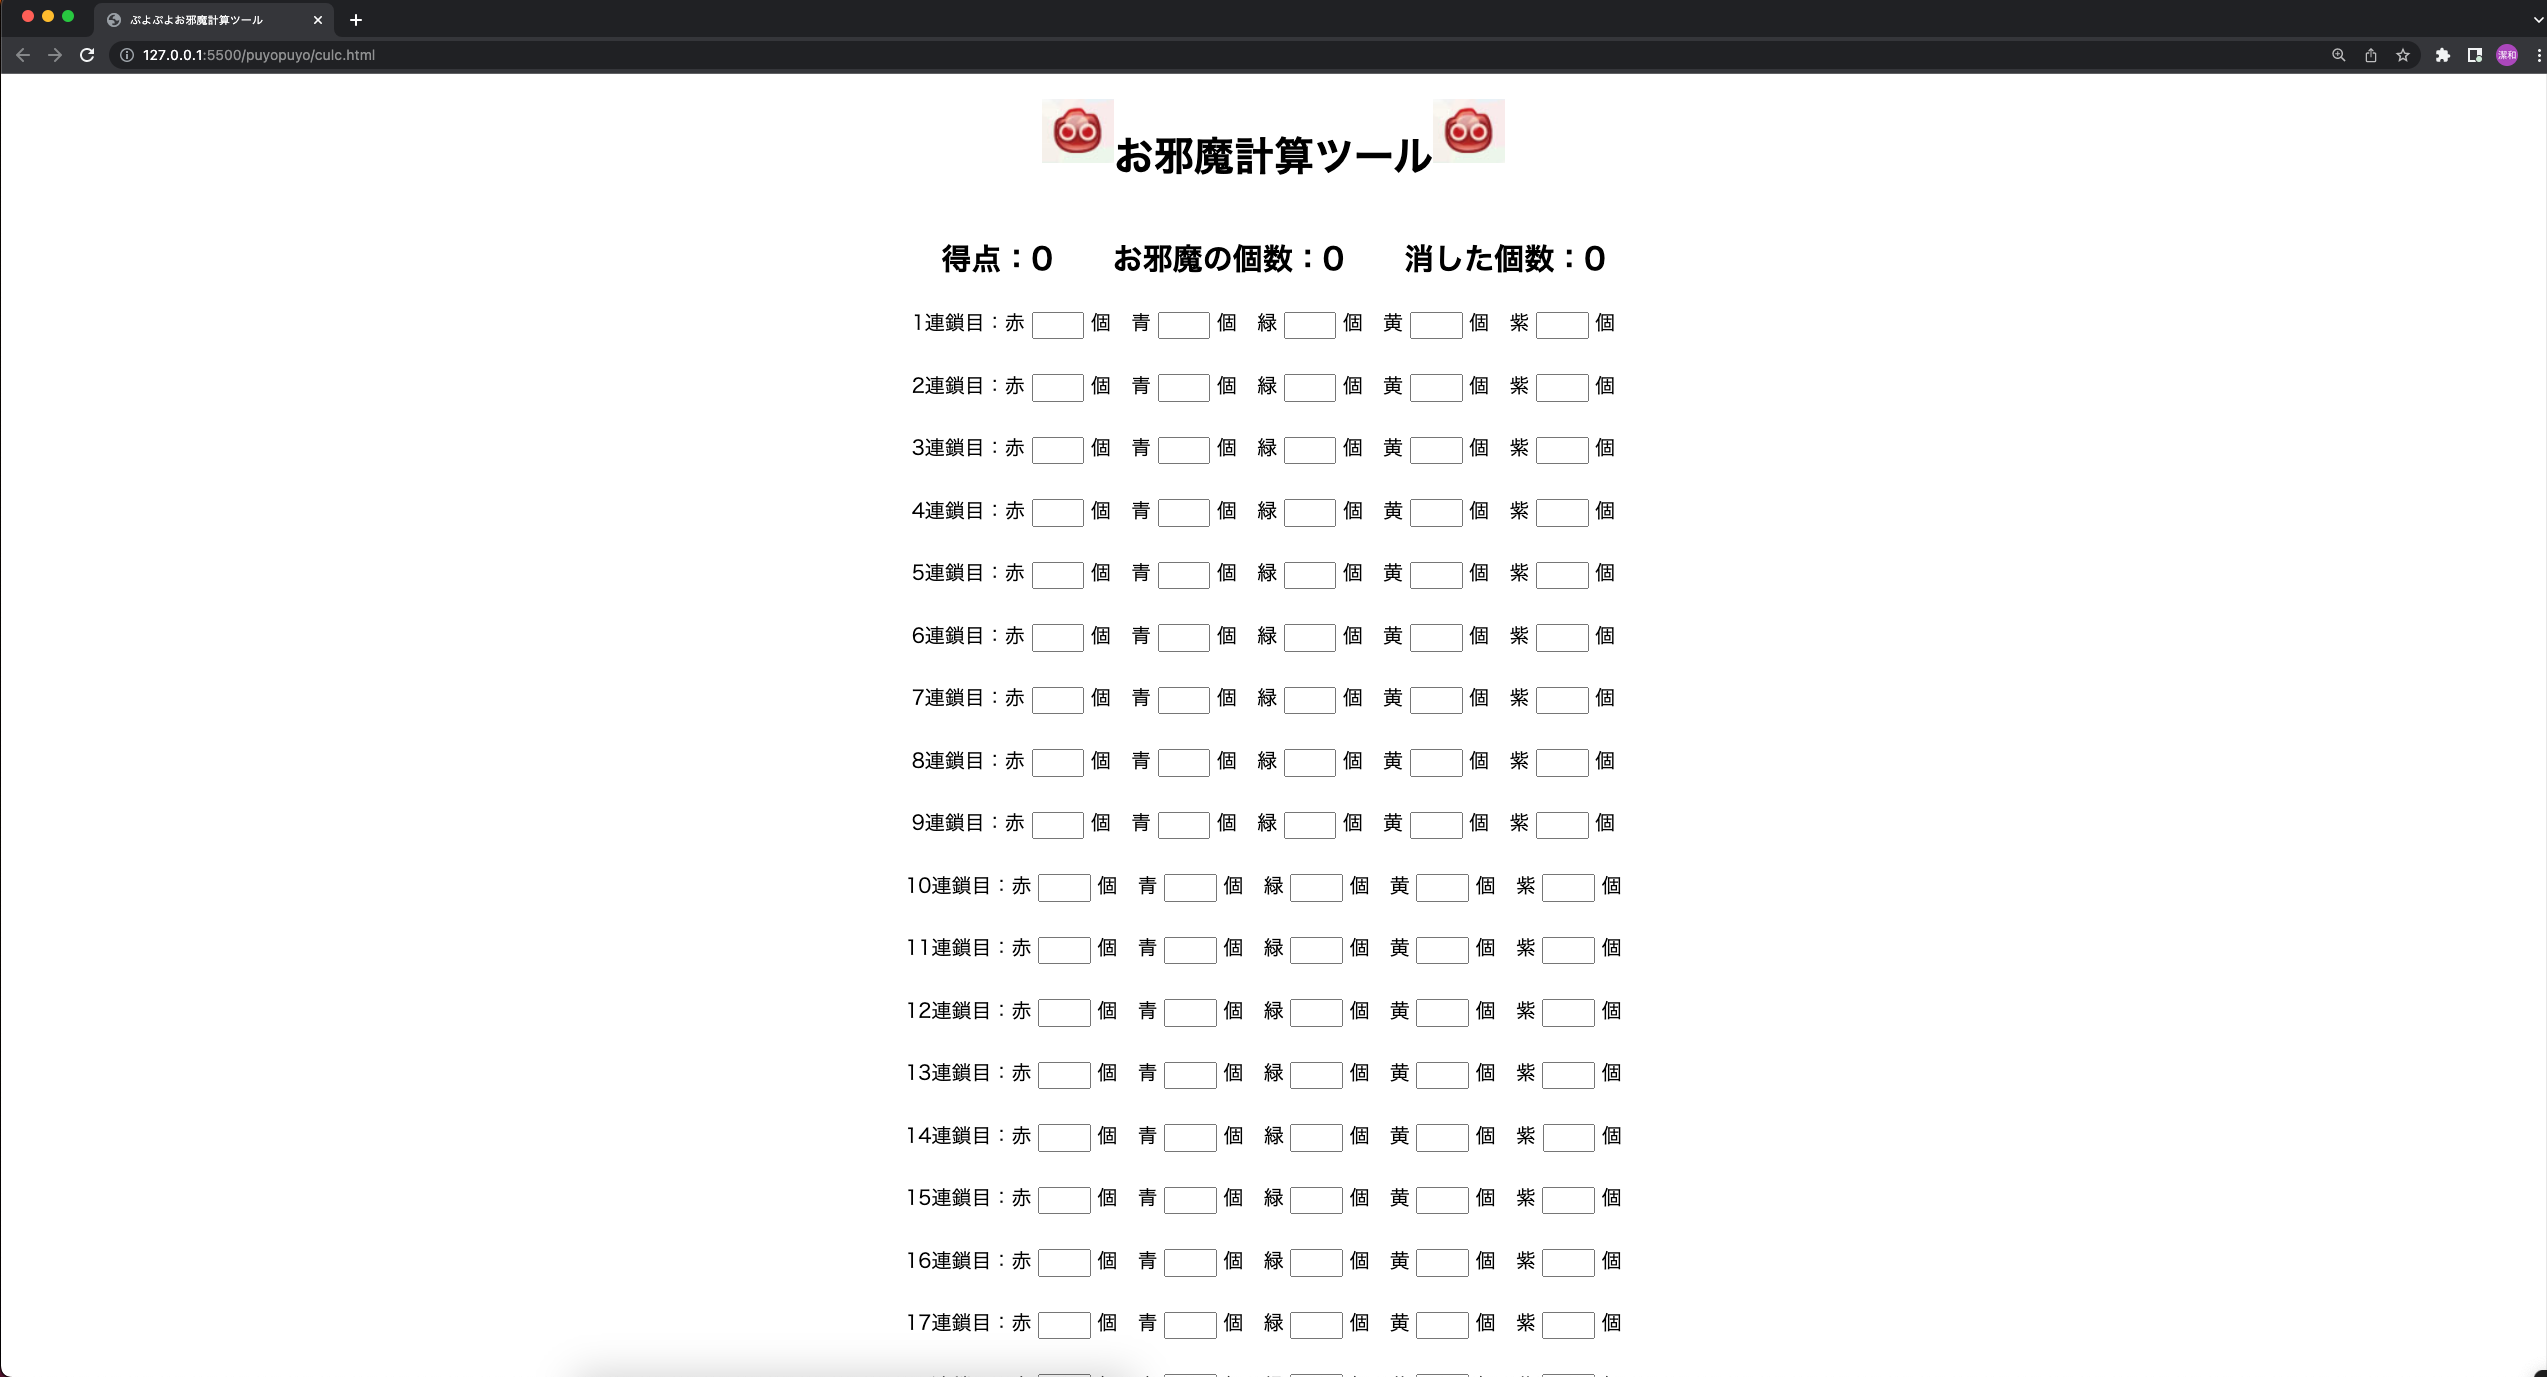 ぷよぷよお邪魔計算ツール
127.0.0.1:5500/puyopuyo/culc.html
潔和
お邪魔計算ツール
得点：0　　お邪魔の個数：0　　消した個数：0
1連鎖目：赤 個　青 個　緑 個　黄 個　紫 個
2連鎖目：赤 個　青 個　緑 個　黄 個　紫 個
3連鎖目：赤 個　青 個　緑 個　黄 個　紫 個
4連鎖目：赤 個　青 個　緑 個　黄 個　紫 個
5連鎖目：赤 個　青 個　緑 個　黄 個　紫 個
6連鎖目：赤 個　青 個　緑 個　黄 個　紫 個
7連鎖目：赤 個　青 個　緑 個　黄 個　紫 個
8連鎖目：赤 個　青 個　緑 個　黄 個　紫 個
9連鎖目：赤 個　青 個　緑 個　黄 個　紫 個
10連鎖目：赤 個　青 個　緑 個　黄 個　紫 個
11連鎖目：赤 個　青 個　緑 個　黄 個　紫 個
12連鎖目：赤 個　青 個　緑 個　黄 個　紫 個
13連鎖目：赤 個　青 個　緑 個　黄 個　紫 個
14連鎖目：赤 個　青 個　緑 個　黄 個　紫 個
15連鎖目：赤 個　青 個　緑 個　黄 個　紫 個
16連鎖目：赤 個　青 個　緑 個　黄 個　紫 個
17連鎖目：赤 個　青 個　緑 個　黄 個　紫 個